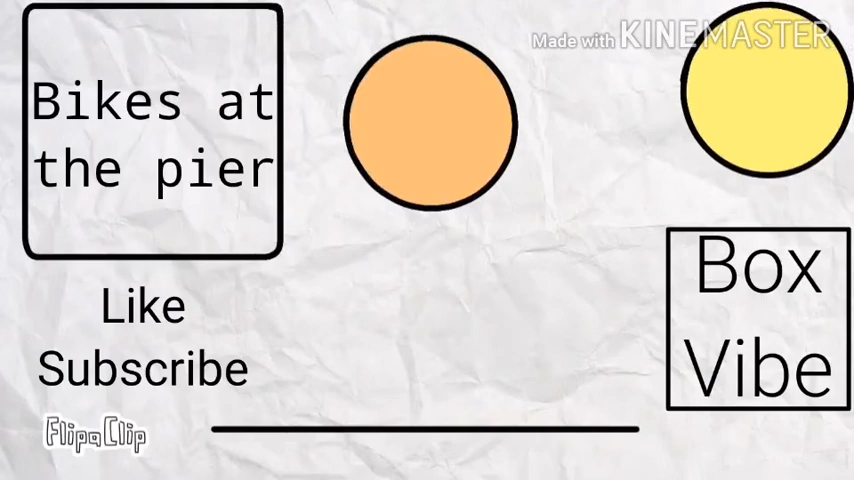 Made with KINEMASTER
Bikes at
the pier
Box
Vibe
Like
Subscribe
FlipaClip